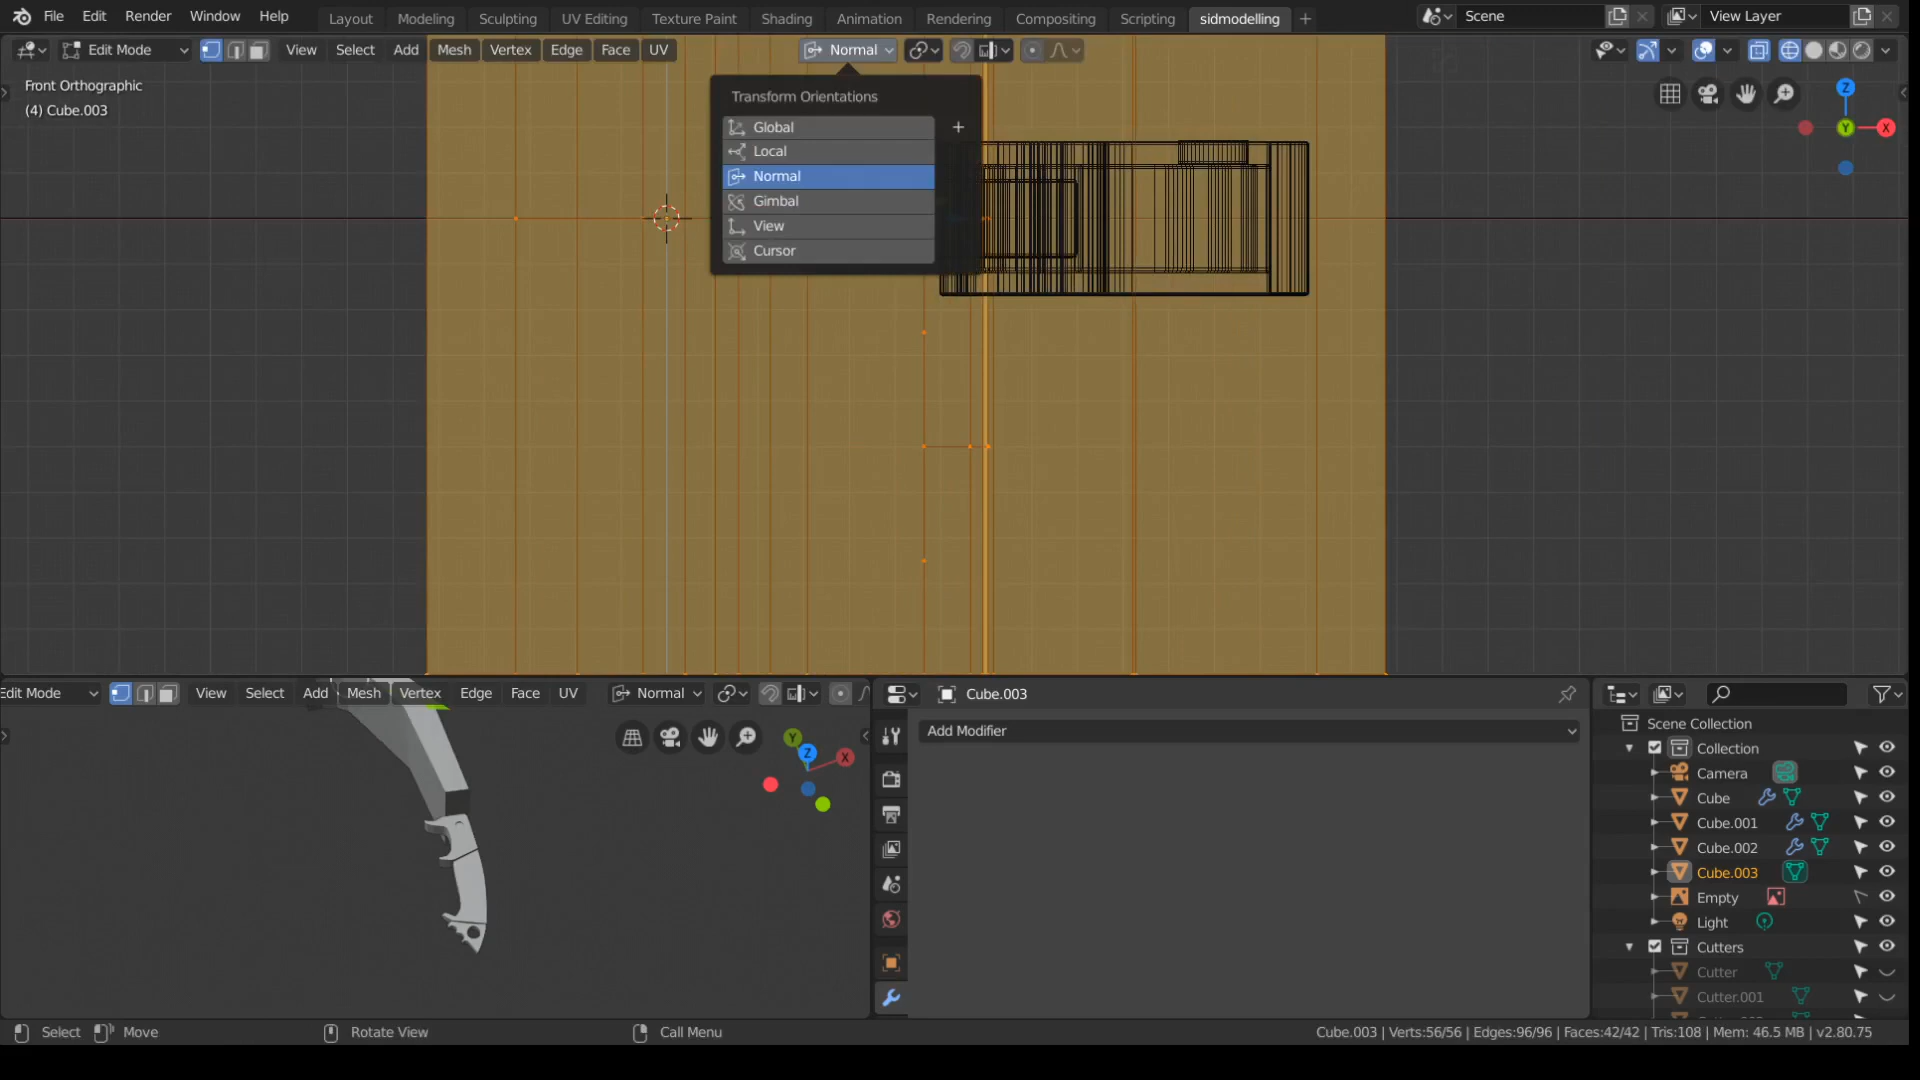 File Edit Render Window Help Layout Modeling Sculpting UV Editing Texture Paint Shading Animation Rendering Compositing Scripting sidmodelling + Scene View Layer
Edit Mode View Select Add Mesh Vertex Edge Face UV Normal
Front Orthographic
(4) Cube.003
Transform Orientations
Global
Local
Normal
Gimbal
View
Cursor
Z
Y
X
Edit Mode View Select Add Mesh Vertex Edge Face UV Normal
Y
Z
X
Cube.003
Add Modifier
Scene Collection
Collection
Camera
Cube
Cube.001
Cube.002
Cube.003
Empty
Light
Cutters
Cutter
Cutter.001
Select Move Rotate View Call Menu Cube.003 | Verts:56/56 | Edges:96/96 | Faces:42/42 | Tris:108 | Mem: 46.5 MB | v2.80.75